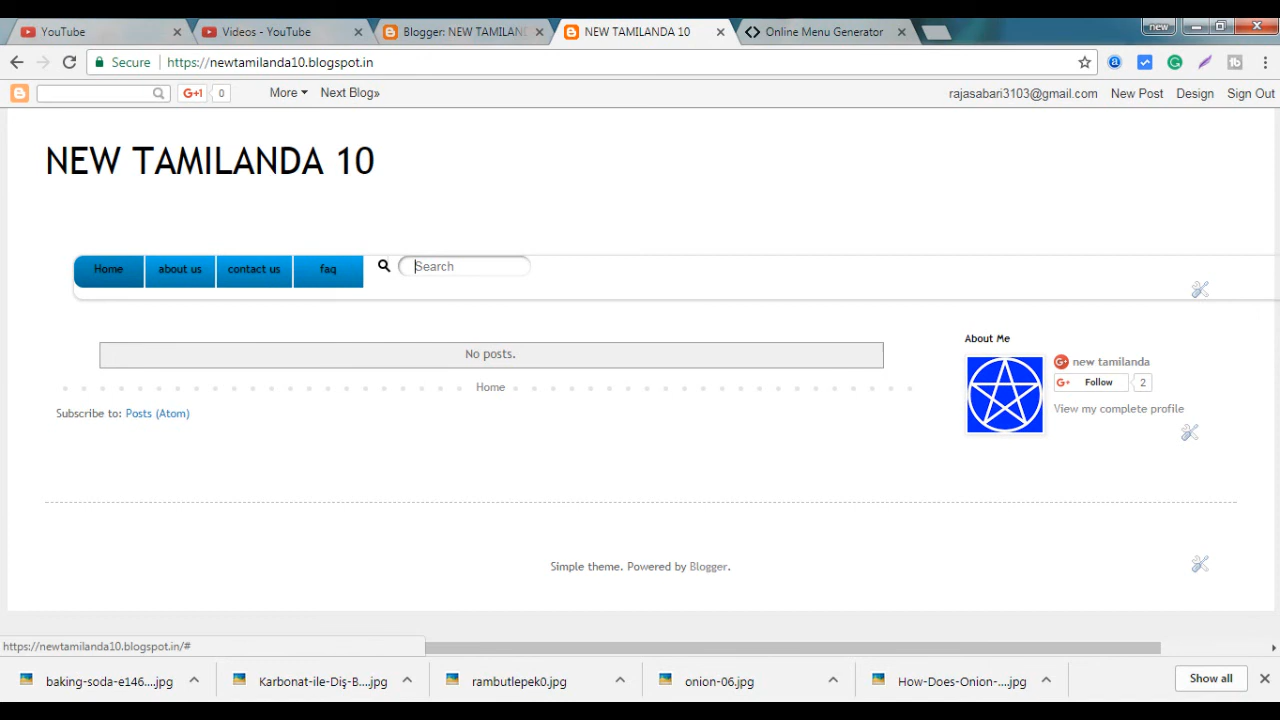 YouTube
Videos - YouTube
Blogger: NEW TAMILAN
NEW TAMILANDA 10
Online Menu Generator
new
Secure https://newtamilanda10.blogspot.in
G+1 0 More Next Blog» rajasabari3103@gmail.com New Post Design Sign Out
NEW TAMILANDA 10
Home about us contact us faq Search
No posts.
Home
Subscribe to: Posts (Atom)
About Me
G+ new tamilanda
G+ Follow 2
View my complete profile
Simple theme. Powered by Blogger.
https://newtamilanda10.blogspot.in/#
baking-soda-e146....jpg Karbonat-ile-Diş-B....jpg rambutlepek0.jpg onion-06.jpg How-Does-Onion-....jpg Show all